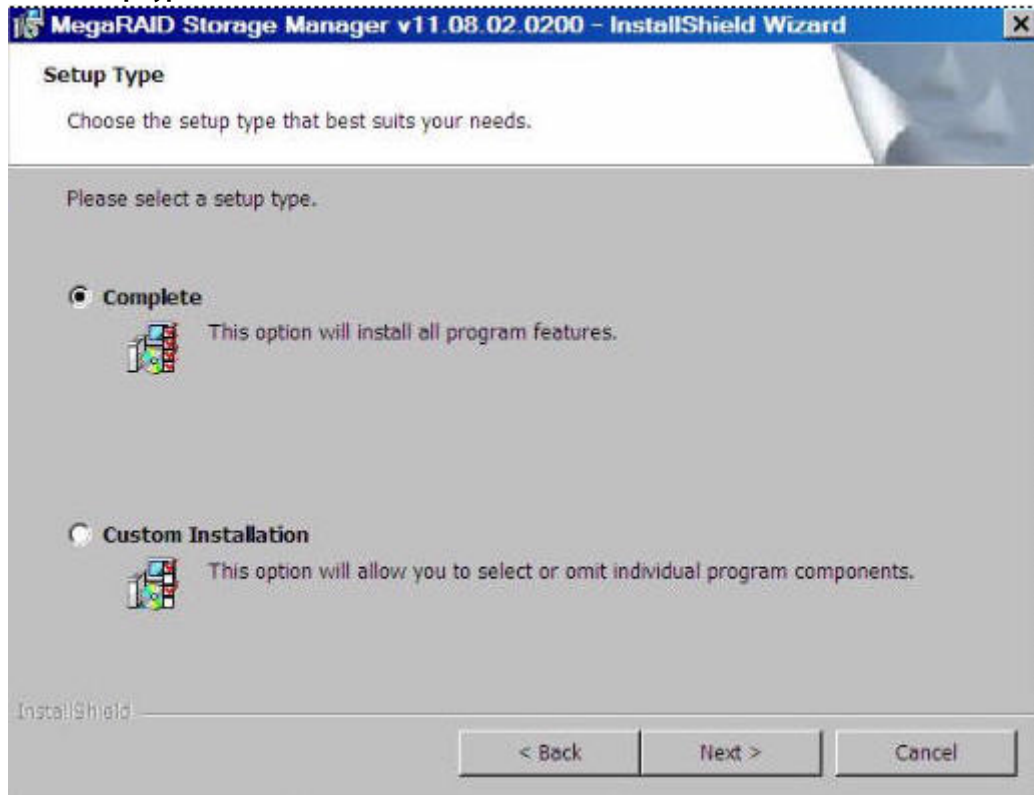 MegaRAID Storage Manager v11.08.02.0200 - InstallShield Wizard
Setup Type
Choose the setup type that best suits your needs.
Please select a setup type.
Complete
This option will install all program features.
Custom Installation
This option will allow you to select or omit individual program components.
InstallShield
< Back
Next >
Cancel